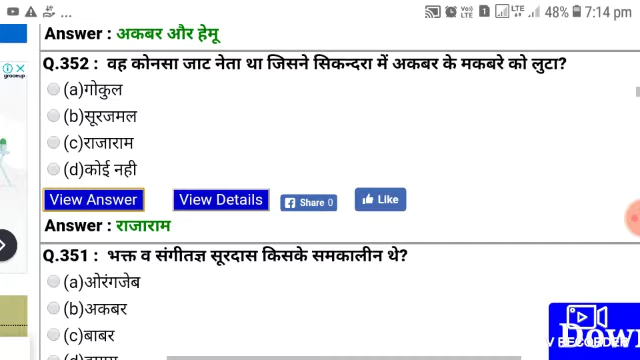 48% 7:14 pm
Answer : अकबर और हेमू
Q.352 : वह कोनसा जाट नेता था जिसने सिकन्दरा में अकबर के मकबरे को लुटा?
(a)गोकुल
(b)सूरजमल
(c)राजाराम
(d)कोई नही
View Answer View Details Share 0 Like
Answer : राजाराम
Q.351 : भक्त व संगीतज्ञ सूरदास किसके समकालीन थे?
(a)ओरंगजेब
(b)अकबर
(c)बाबर